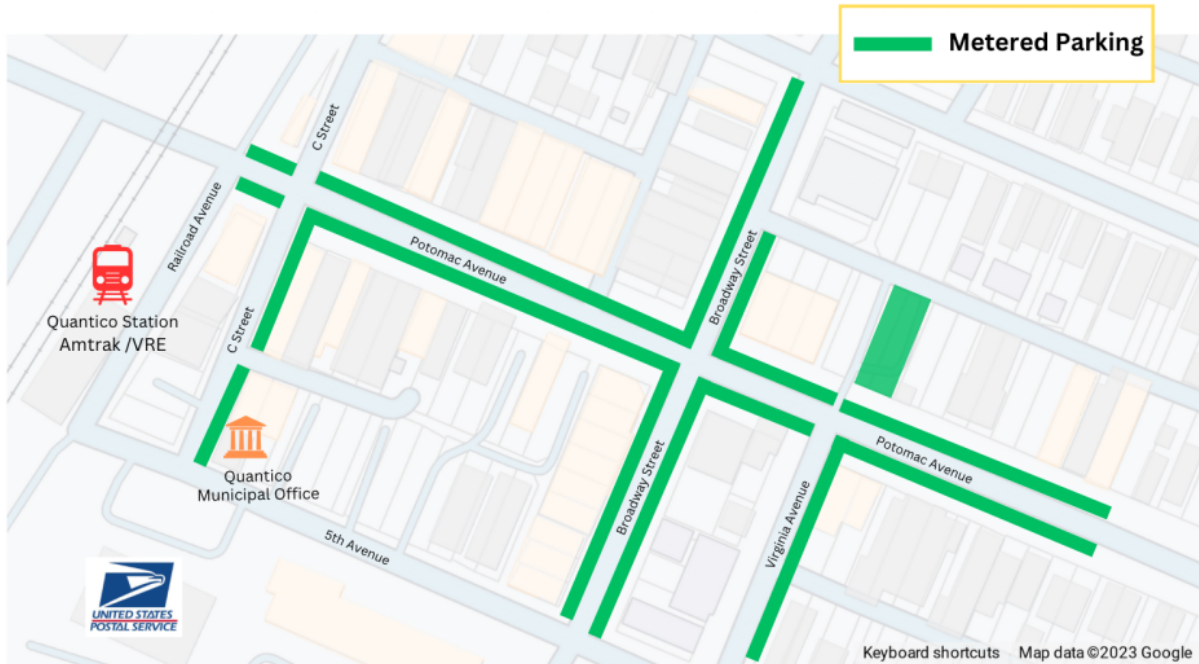 Metered Parking
C Street
Railroad Avenue
Potomac Avenue
Broadway Street
Quantico Station
Amtrak /VRE
C Street
Quantico
Municipal Office
Broadway Street
Potomac Avenue
Virginia Avenue
5th Avenue
UNITED STATES
POSTAL SERVICE
Keyboard shortcuts
Map data ©2023 Google